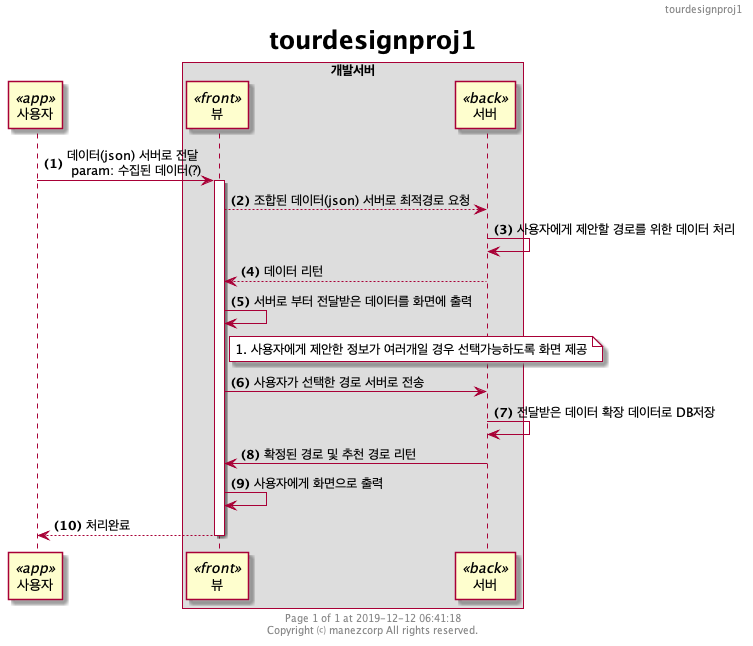 tourdesignproj1
tourdesignproj1
개발서버
«app»
사용자
«front»
뷰
«back»
서버
(1) 데이터(json) 서버로 전달
param: 수집된 데이터(?)
(2) 조합된 데이터(json) 서버로 최적경로 요청
(3) 사용자에게 제안할 경로를 위한 데이터 처리
(4) 데이터 리턴
(5) 서버로 부터 전달받은 데이터를 화면에 출력
1. 사용자에게 제안한 정보가 여러개일 경우 선택가능하도록 화면 제공
(6) 사용자가 선택한 경로 서버로 전송
(7) 전달받은 데이터 확장 데이터로 DB저장
(8) 확정된 경로 및 추천 경로 리턴
(9) 사용자에게 화면으로 출력
(10) 처리완료
«app»
사용자
«front»
뷰
«back»
서버
Page 1 of 1 at 2019-12-12 06:41:18
Copyright (c) manezcorp All rights reserved.